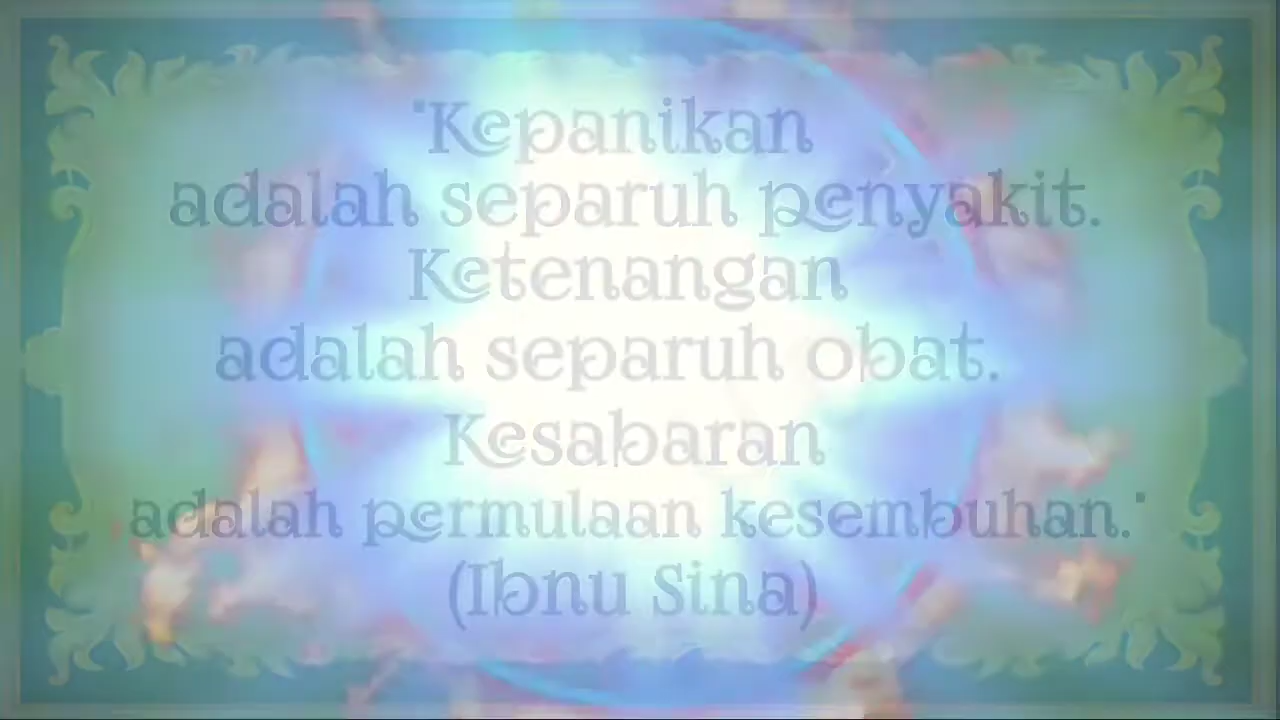 "Kepanikan
adalah separuh penyakit.
Ketenangan
adalah separuh obat.
Kesabaran
adalah permulaan kesembuhan."
(Ibnu Sina)